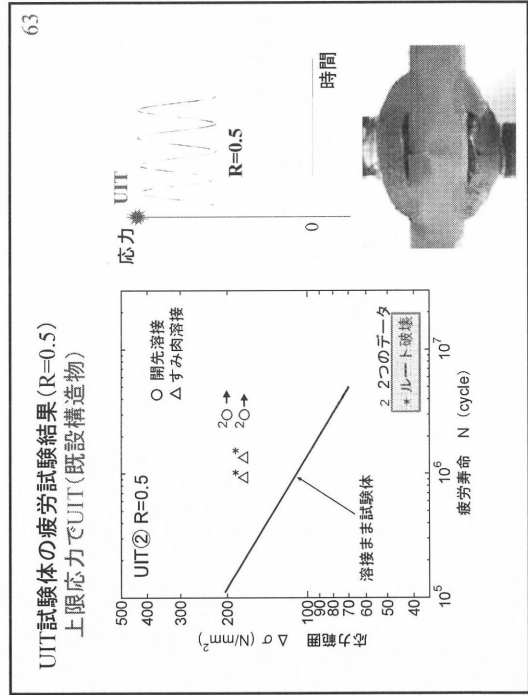 63
UIT試験体の疲労試験結果(R=0.5)
上限応力でUIT(既設構造物)
UIT② R=0.5
○ 開先溶接
△ すみ肉溶接
500
400
300
200
100
90
80
70
60
50
40
応力範囲 Δσ (N/mm²)
2○→
△* △*
2○→
溶接まま試験体
2 2つのデータ
* ルート破壊
10⁵
10⁶
10⁷
疲労寿命 N (cycle)
応力
UIT
R=0.5
0
時間